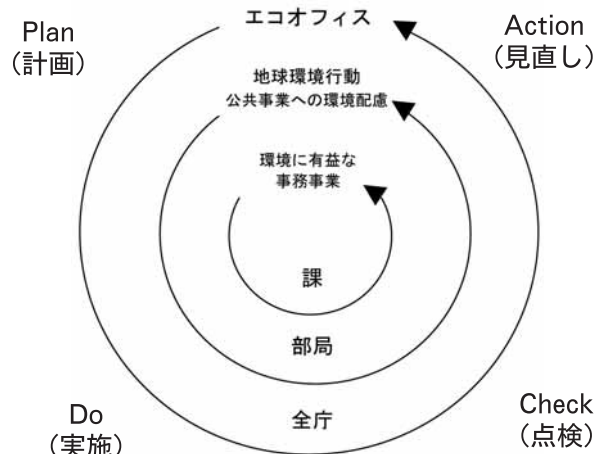 Plan
(計画)
エコオフィス
Action
(見直し)
地球環境行動
公共事業への環境配慮
環境に有益な
事務事業
課
部局
全庁
Do
(実施)
Check
(点検)